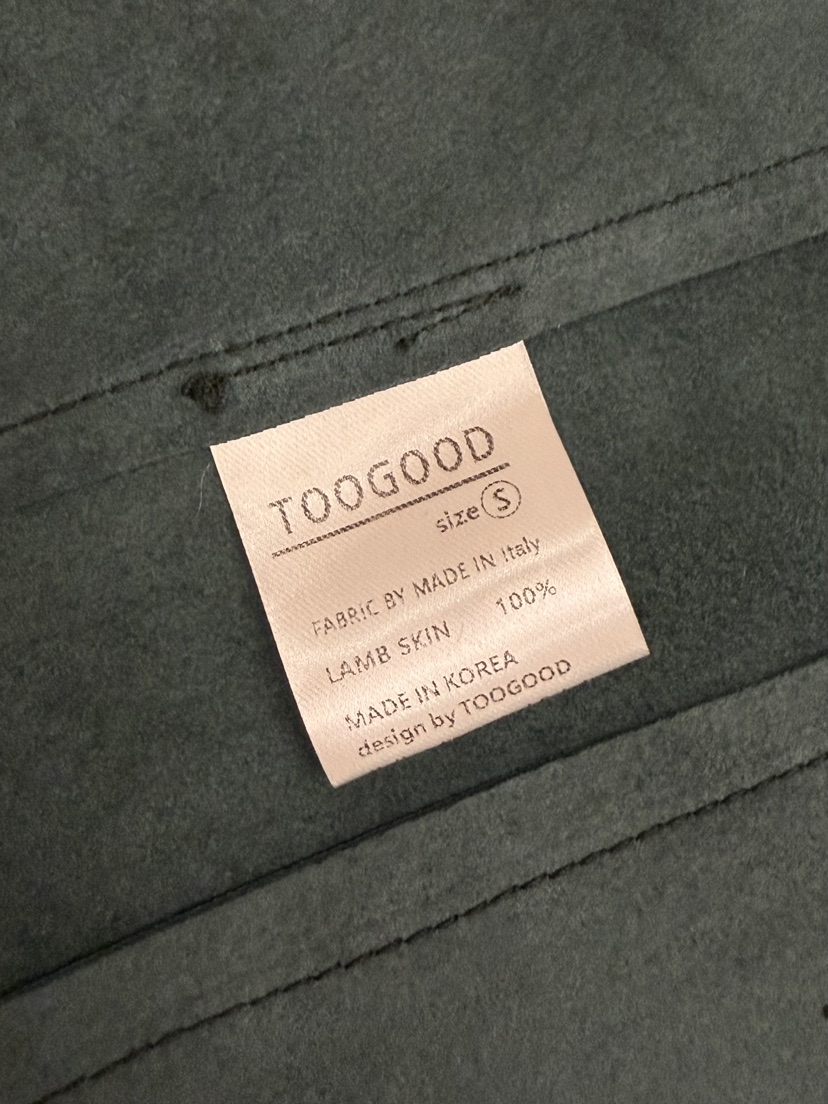 TOOGOOD
size S
FABRIC BY MADE IN Italy
LAMB SKIN 100%
MADE IN KOREA
design by TOOGOOD